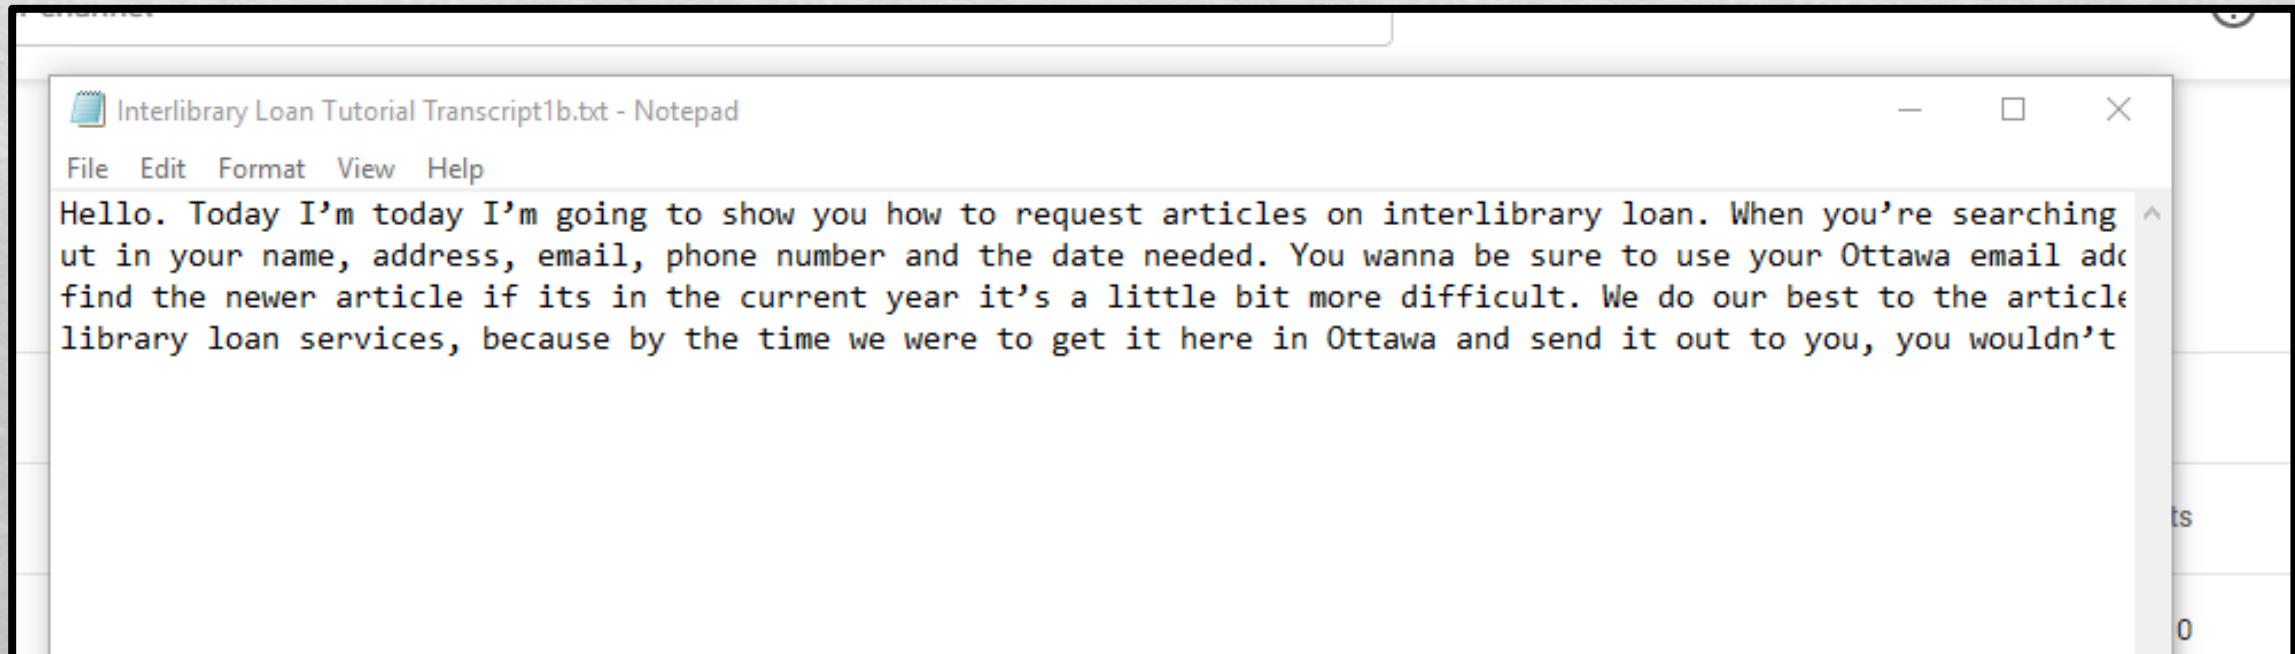 channel
Interlibrary Loan Tutorial Transcript1b.txt - Notepad
File Edit Format View Help
Hello. Today I’m today I’m going to show you how to request articles on interlibrary loan. When you’re searching
ut in your name, address, email, phone number and the date needed. You wanna be sure to use your Ottawa email
find the newer article if its in the current year it’s a little bit more difficult. We do our best to the article
library loan services, because by the time we were to get it here in Ottawa and send it out to you, you wouldn’t
ts
0